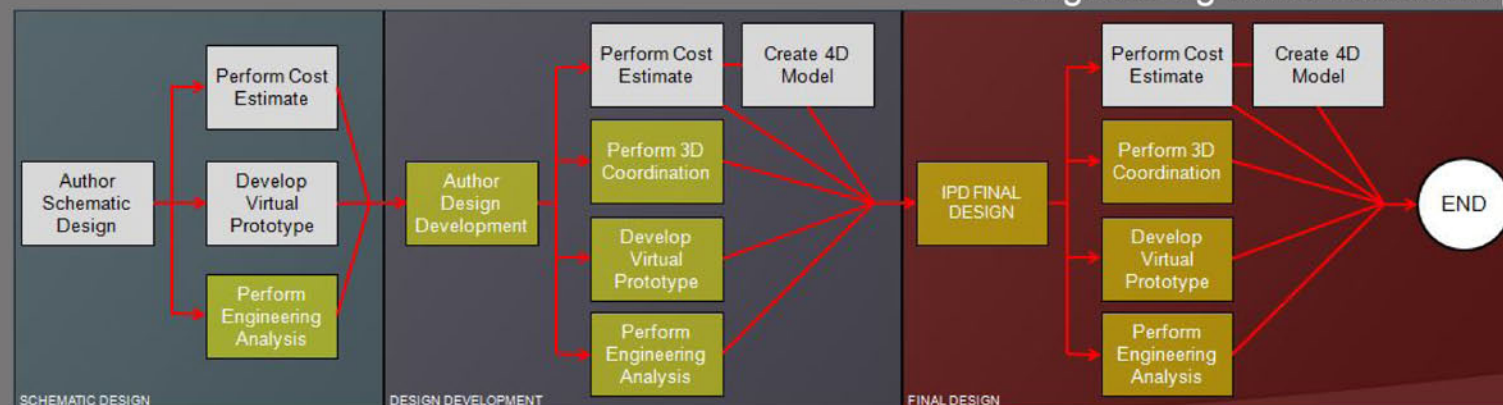 Perform Cost
Estimate
Author
Schematic
Design
Develop
Virtual
Prototype
Perform
Engineering
Analysis
SCHEMATIC DESIGN
Author
Design
Development
Perform Cost
Estimate
Create 4D
Model
Perform 3D
Coordination
Develop
Virtual
Prototype
Perform
Engineering
Analysis
DESIGN DEVELOPMENT
IPD FINAL
DESIGN
Perform Cost
Estimate
Create 4D
Model
Perform 3D
Coordination
Develop
Virtual
Prototype
Perform
Engineering
Analysis
END
FINAL DESIGN